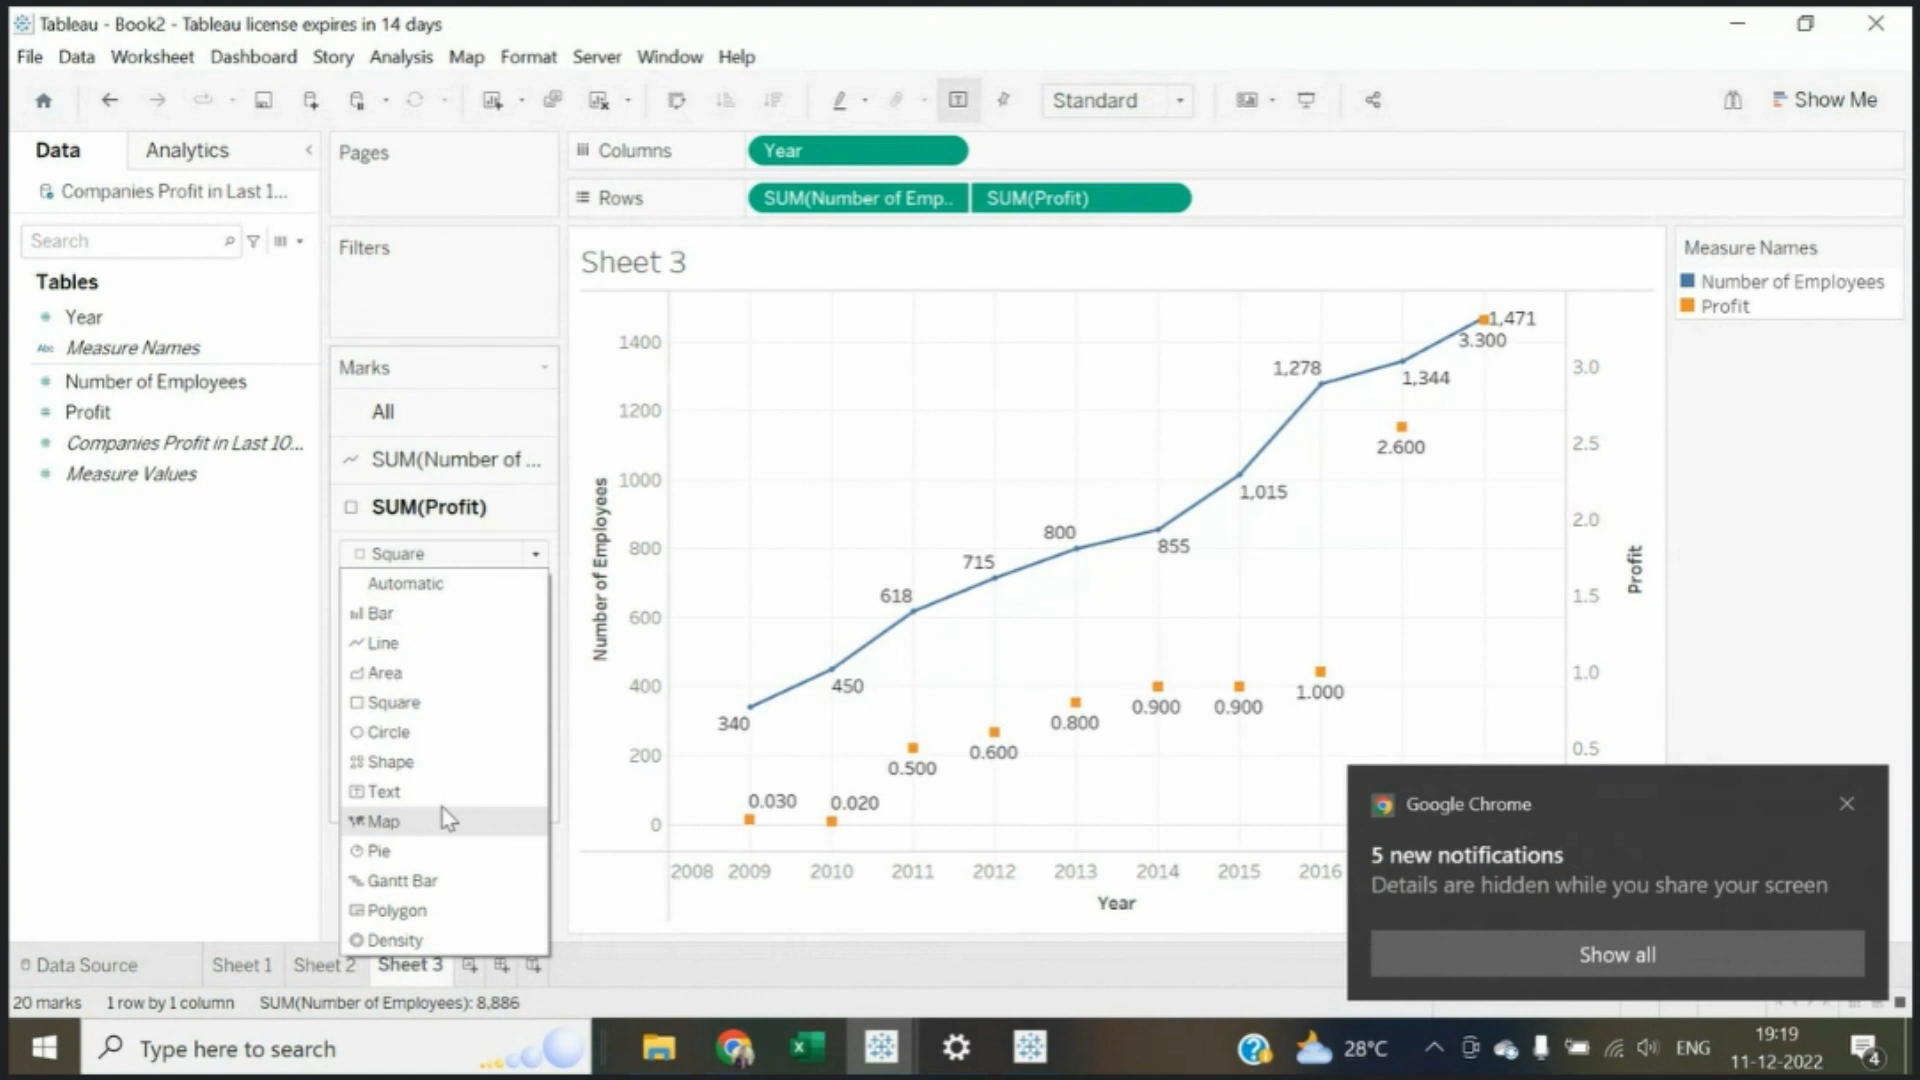 Tableau - Book2 - Tableau license expires in 14 days
File Data Worksheet Dashboard Story Analysis Map Format Server Window Help
Standard
Show Me
Data Analytics
Companies Profit in Last 1...
Search
Tables
Year
Abc Measure Names
Number of Employees
Profit
Companies Profit in Last 10...
Measure Values
Pages
Filters
Marks
All
SUM(Number of ...
SUM(Profit)
Square
Automatic
Bar
Line
Area
Square
Circle
Shape
Text
Map
Pie
Gantt Bar
Polygon
Density
Columns Year
Rows SUM(Number of Emp.. SUM(Profit)
Sheet 3
Number of Employees
1400
1200
1000
800
600
400
200
0
340
450
618
715
800
855
1,015
1,278
1,344
1,471
0.030
0.020
0.500
0.600
0.800
0.900
0.900
1.000
2.600
3.300
3.0
2.5
2.0
1.5
1.0
0.5
Profit
2008 2009 2010 2011 2012 2013 2014 2015 2016
Year
Measure Names
Number of Employees
Profit
Google Chrome
5 new notifications
Details are hidden while you share your screen
Show all
Data Source Sheet 1 Sheet 2 Sheet 3
20 marks 1 row by 1 column SUM(Number of Employees): 8,886
Type here to search
28°C
ENG
19:19
11-12-2022
4